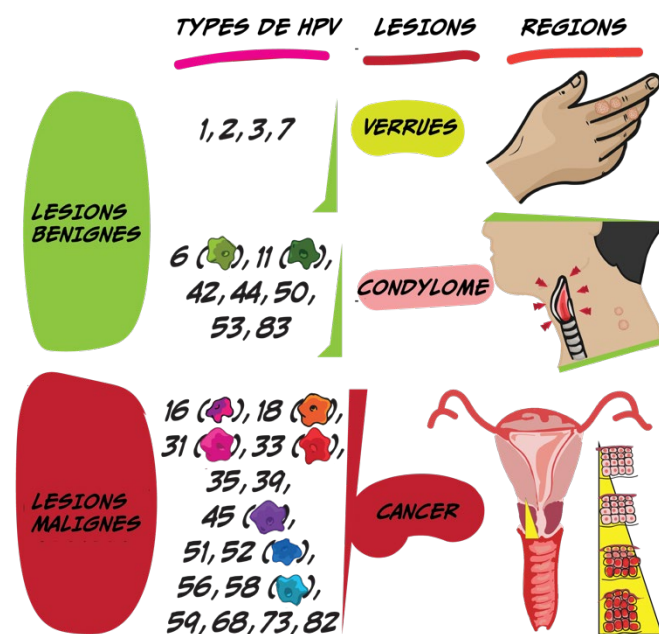 TYPES DE HPV
LESIONS
REGIONS
LESIONS
BENIGNES
1, 2, 3, 7
VERRUES
6 ( ), 11 ( ),
42, 44, 50,
53, 83
CONDYLOME
LESIONS
MALIGNES
16 ( ), 18 ( ),
31 ( ), 33 ( ),
35, 39,
45 ( ),
51, 52 ( ),
56, 58 ( ),
59, 68, 73, 82
CANCER